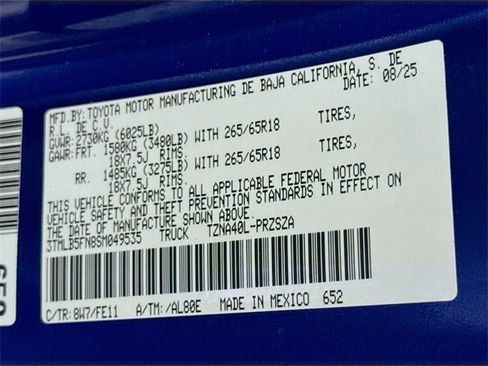 MFD.BY: TOYOTA MOTOR MANUFACTURING DE BAJA CALIFORNIA, S. DE
R.L. DE C.V. DATE: 08/25
GVWR: 2730KG (6025LB)
GAWR: FRT. 1580KG (3480LB) WITH 265/65R18 TIRES,
18X7.5J RIMS
RR. 1485KG (3275LB) WITH 265/65R18 TIRES,
18X7.5J RIMS
THIS VEHICLE CONFORMS TO ALL APPLICABLE FEDERAL MOTOR
VEHICLE SAFETY AND THEFT PREVENTION STANDARDS IN EFFECT ON
THE DATE OF MANUFACTURE SHOWN ABOVE.
3TMLB5FN8SM049535 TRUCK TZNA40L-PRZSZA
C/TR: 8W7/FE11 A/TM: /AL80E MADE IN MEXICO 652